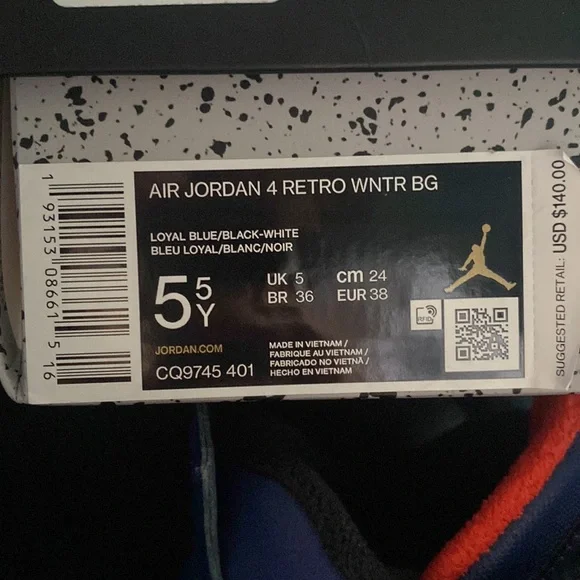 AIR JORDAN 4 RETRO WNTR BG
LOYAL BLUE/BLACK-WHITE
BLEU LOYAL/BLANC/NOIR
5 5 Y
UK 5 cm 24
BR 36 EUR 38
JORDAN.COM
CQ9745 401
MADE IN VIETNAM /
FABRIQUE AU VIETNAM /
FABRICADO NO VIETNÃ /
HECHO EN VIETNAM
RFID
1 93153 08661 5 16
SUGGESTED RETAIL: USD $140.00